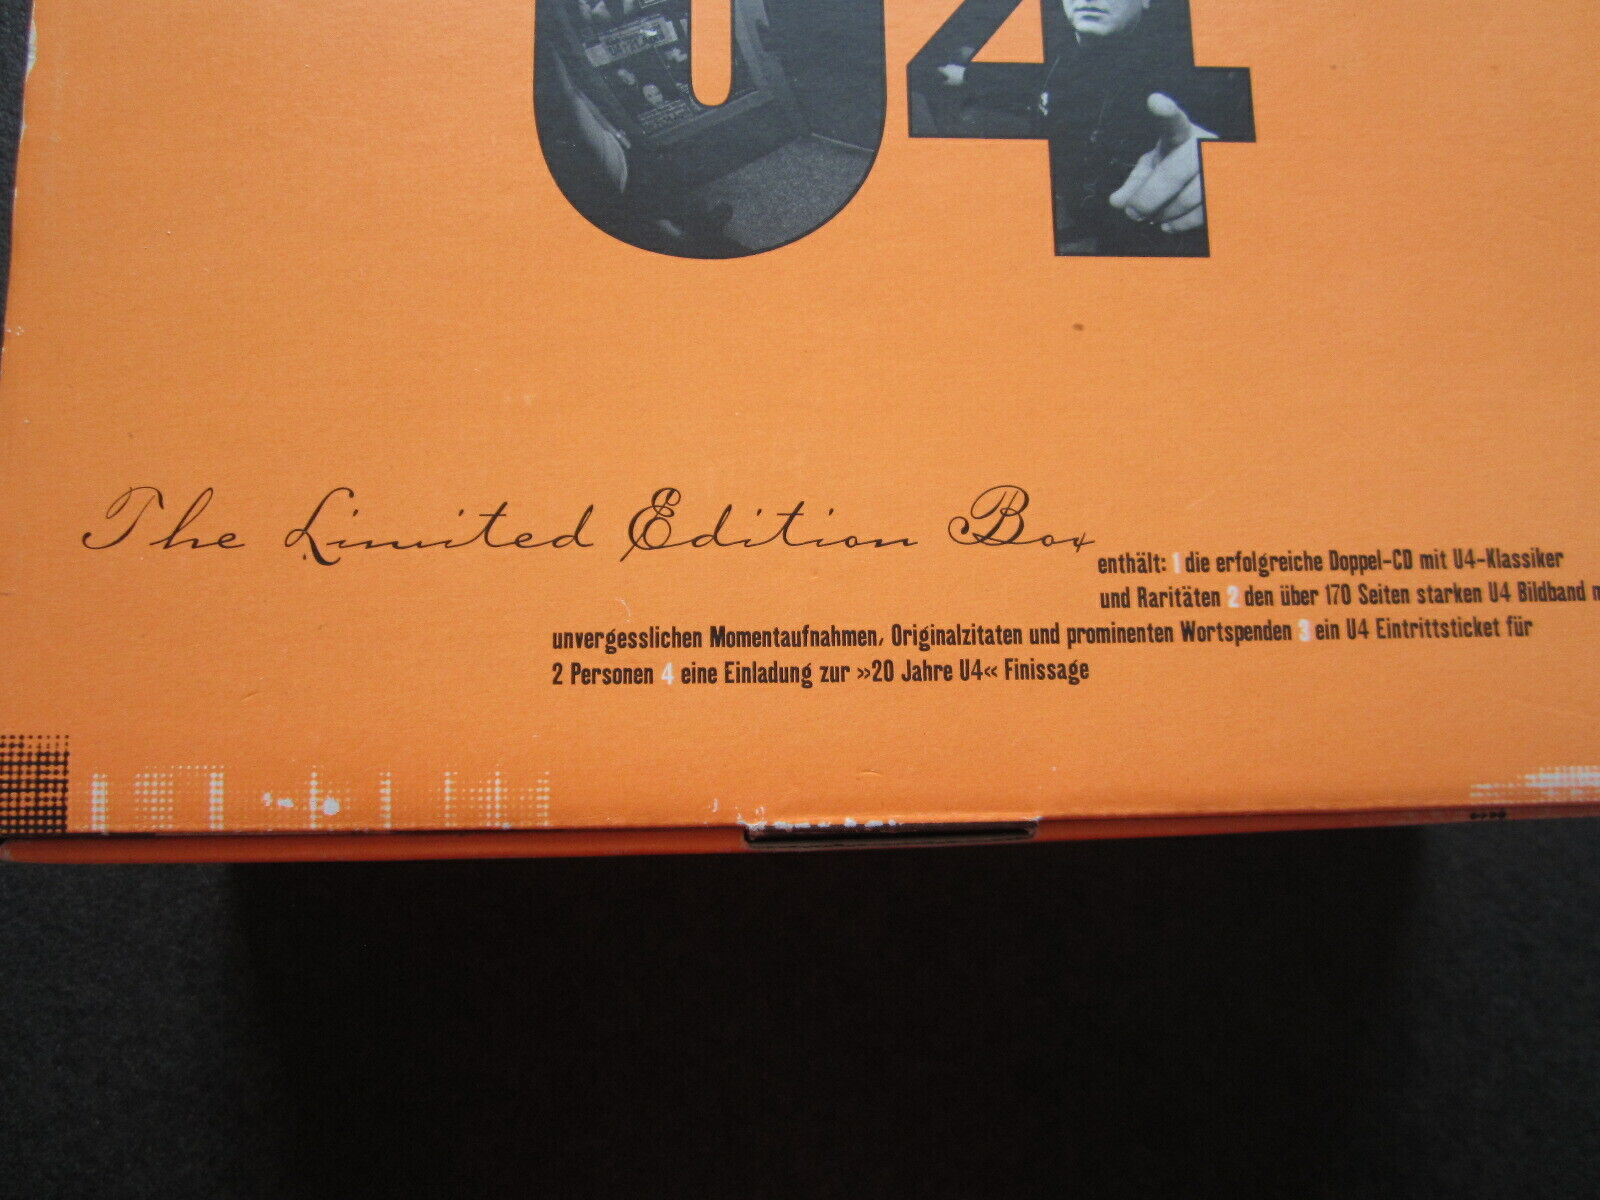 U4
The Limited Edition Box
enthält: 1 die erfolgreiche Doppel-CD mit U4-Klassiker
und Raritäten 2 den über 170 Seiten starken U4 Bildband
unvergesslichen Momentaufnahmen, Originalzitaten und prominenten Wortspenden 3 ein U4 Eintrittsticket für
2 Personen 4 eine Einladung zur »20 Jahre U4« Finissage